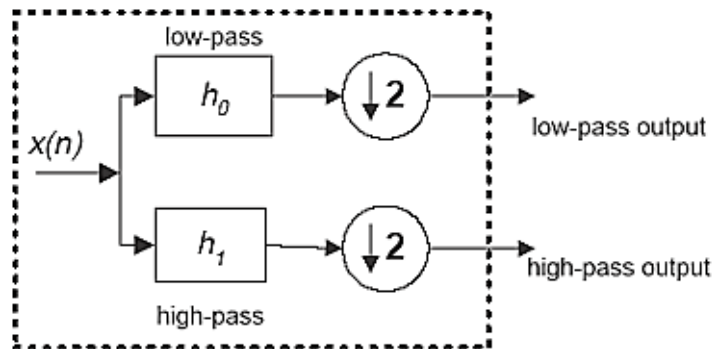 low-pass
h0
↓2
low-pass output
x(n)
h1
↓2
high-pass output
high-pass